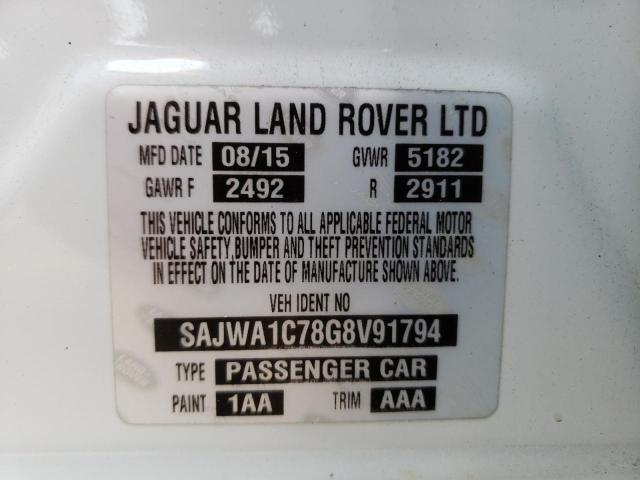 JAGUAR LAND ROVER LTD
MFD DATE 08/15 GVWR 5182
GAWR F 2492 R 2911
THIS VEHICLE CONFORMS TO ALL APPLICABLE FEDERAL MOTOR
VEHICLE SAFETY, BUMPER AND THEFT PREVENTION STANDARDS
IN EFFECT ON THE DATE OF MANUFACTURE SHOWN ABOVE.
VEH IDENT NO
SAJWA1C78G8V91794
TYPE PASSENGER CAR
PAINT 1AA TRIM AAA